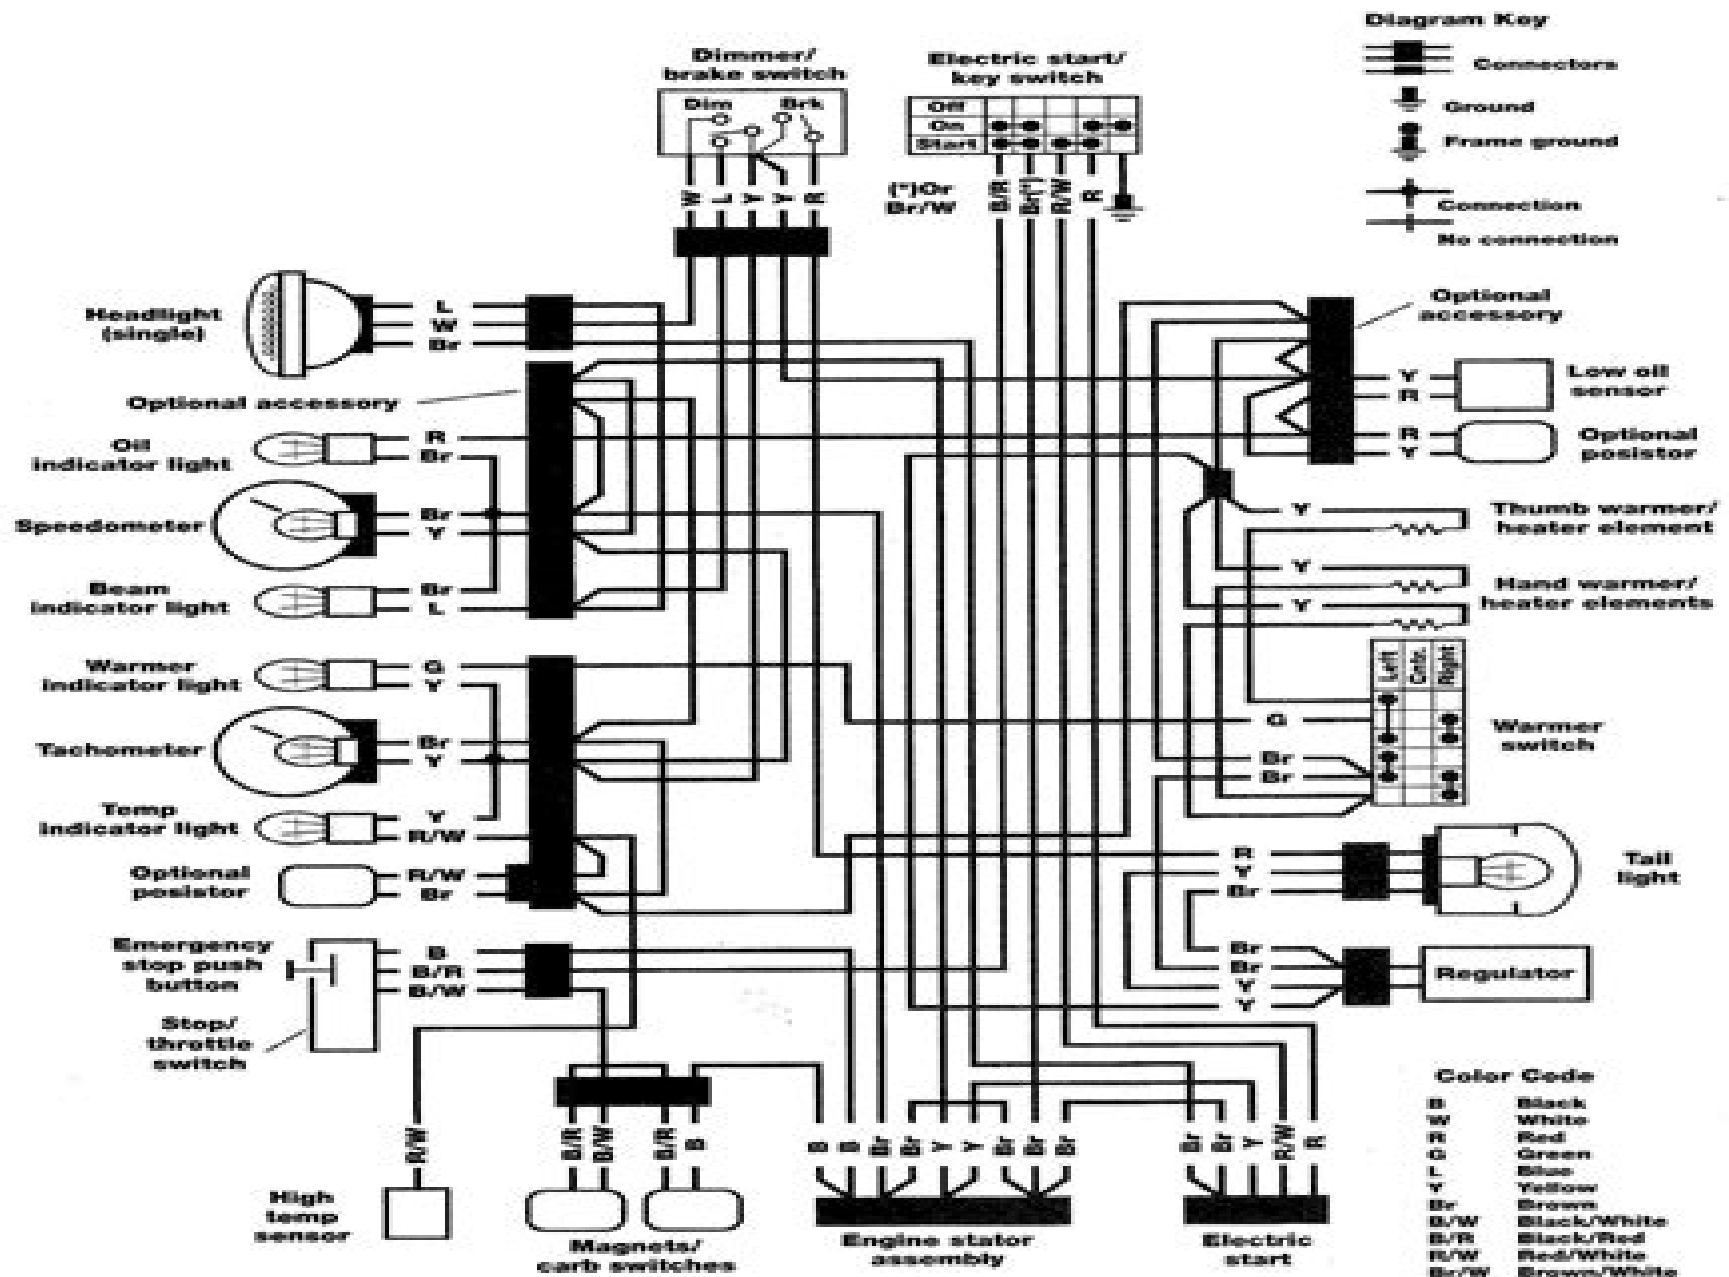 Diagram Key
Connectors
Ground
Frame ground
Connection
No connection
Dimmer/
brake switch
Dim Brk
W L Y Y R
Electric start/
key switch
Off
On
Start
(*)Or
Br/W
B/R Br(*) R/W R
Headlight
(single)
L
W
Br
Optional accessory
Oil
indicator light
R
Br
Speedometer
Br
Y
Beam
indicator light
Br
L
Warmer
indicator light
G
Y
Tachometer
Br
Y
Temp
indicator light
Y
R/W
Optional
posistor
R/W
Br
Emergency
stop push
button
B
B/R
B/W
Stop/
throttle
switch
Optional
accessory
Low oil
sensor
Y
R
Optional
posistor
R
Y
Thumb warmer/
heater element
Y
Hand warmer/
heater elements
Y
Y
Left
Cntr.
Right
Warmer
switch
G
Br
Br
Tail
light
R
Y
Br
Regulator
Br
Br
Y
Y
R/W
High
temp
sensor
B/R B/W B/R B
Magnets/
carb switches
B B Br Br Y Y Br Br Br
Engine stator
assembly
Br Br Y R/W R
Electric
start
Color Code
B Black
W White
R Red
G Green
L Blue
Y Yellow
Br Brown
B/W Black/White
B/R Black/Red
R/W Red/White
Br/W Brown/White